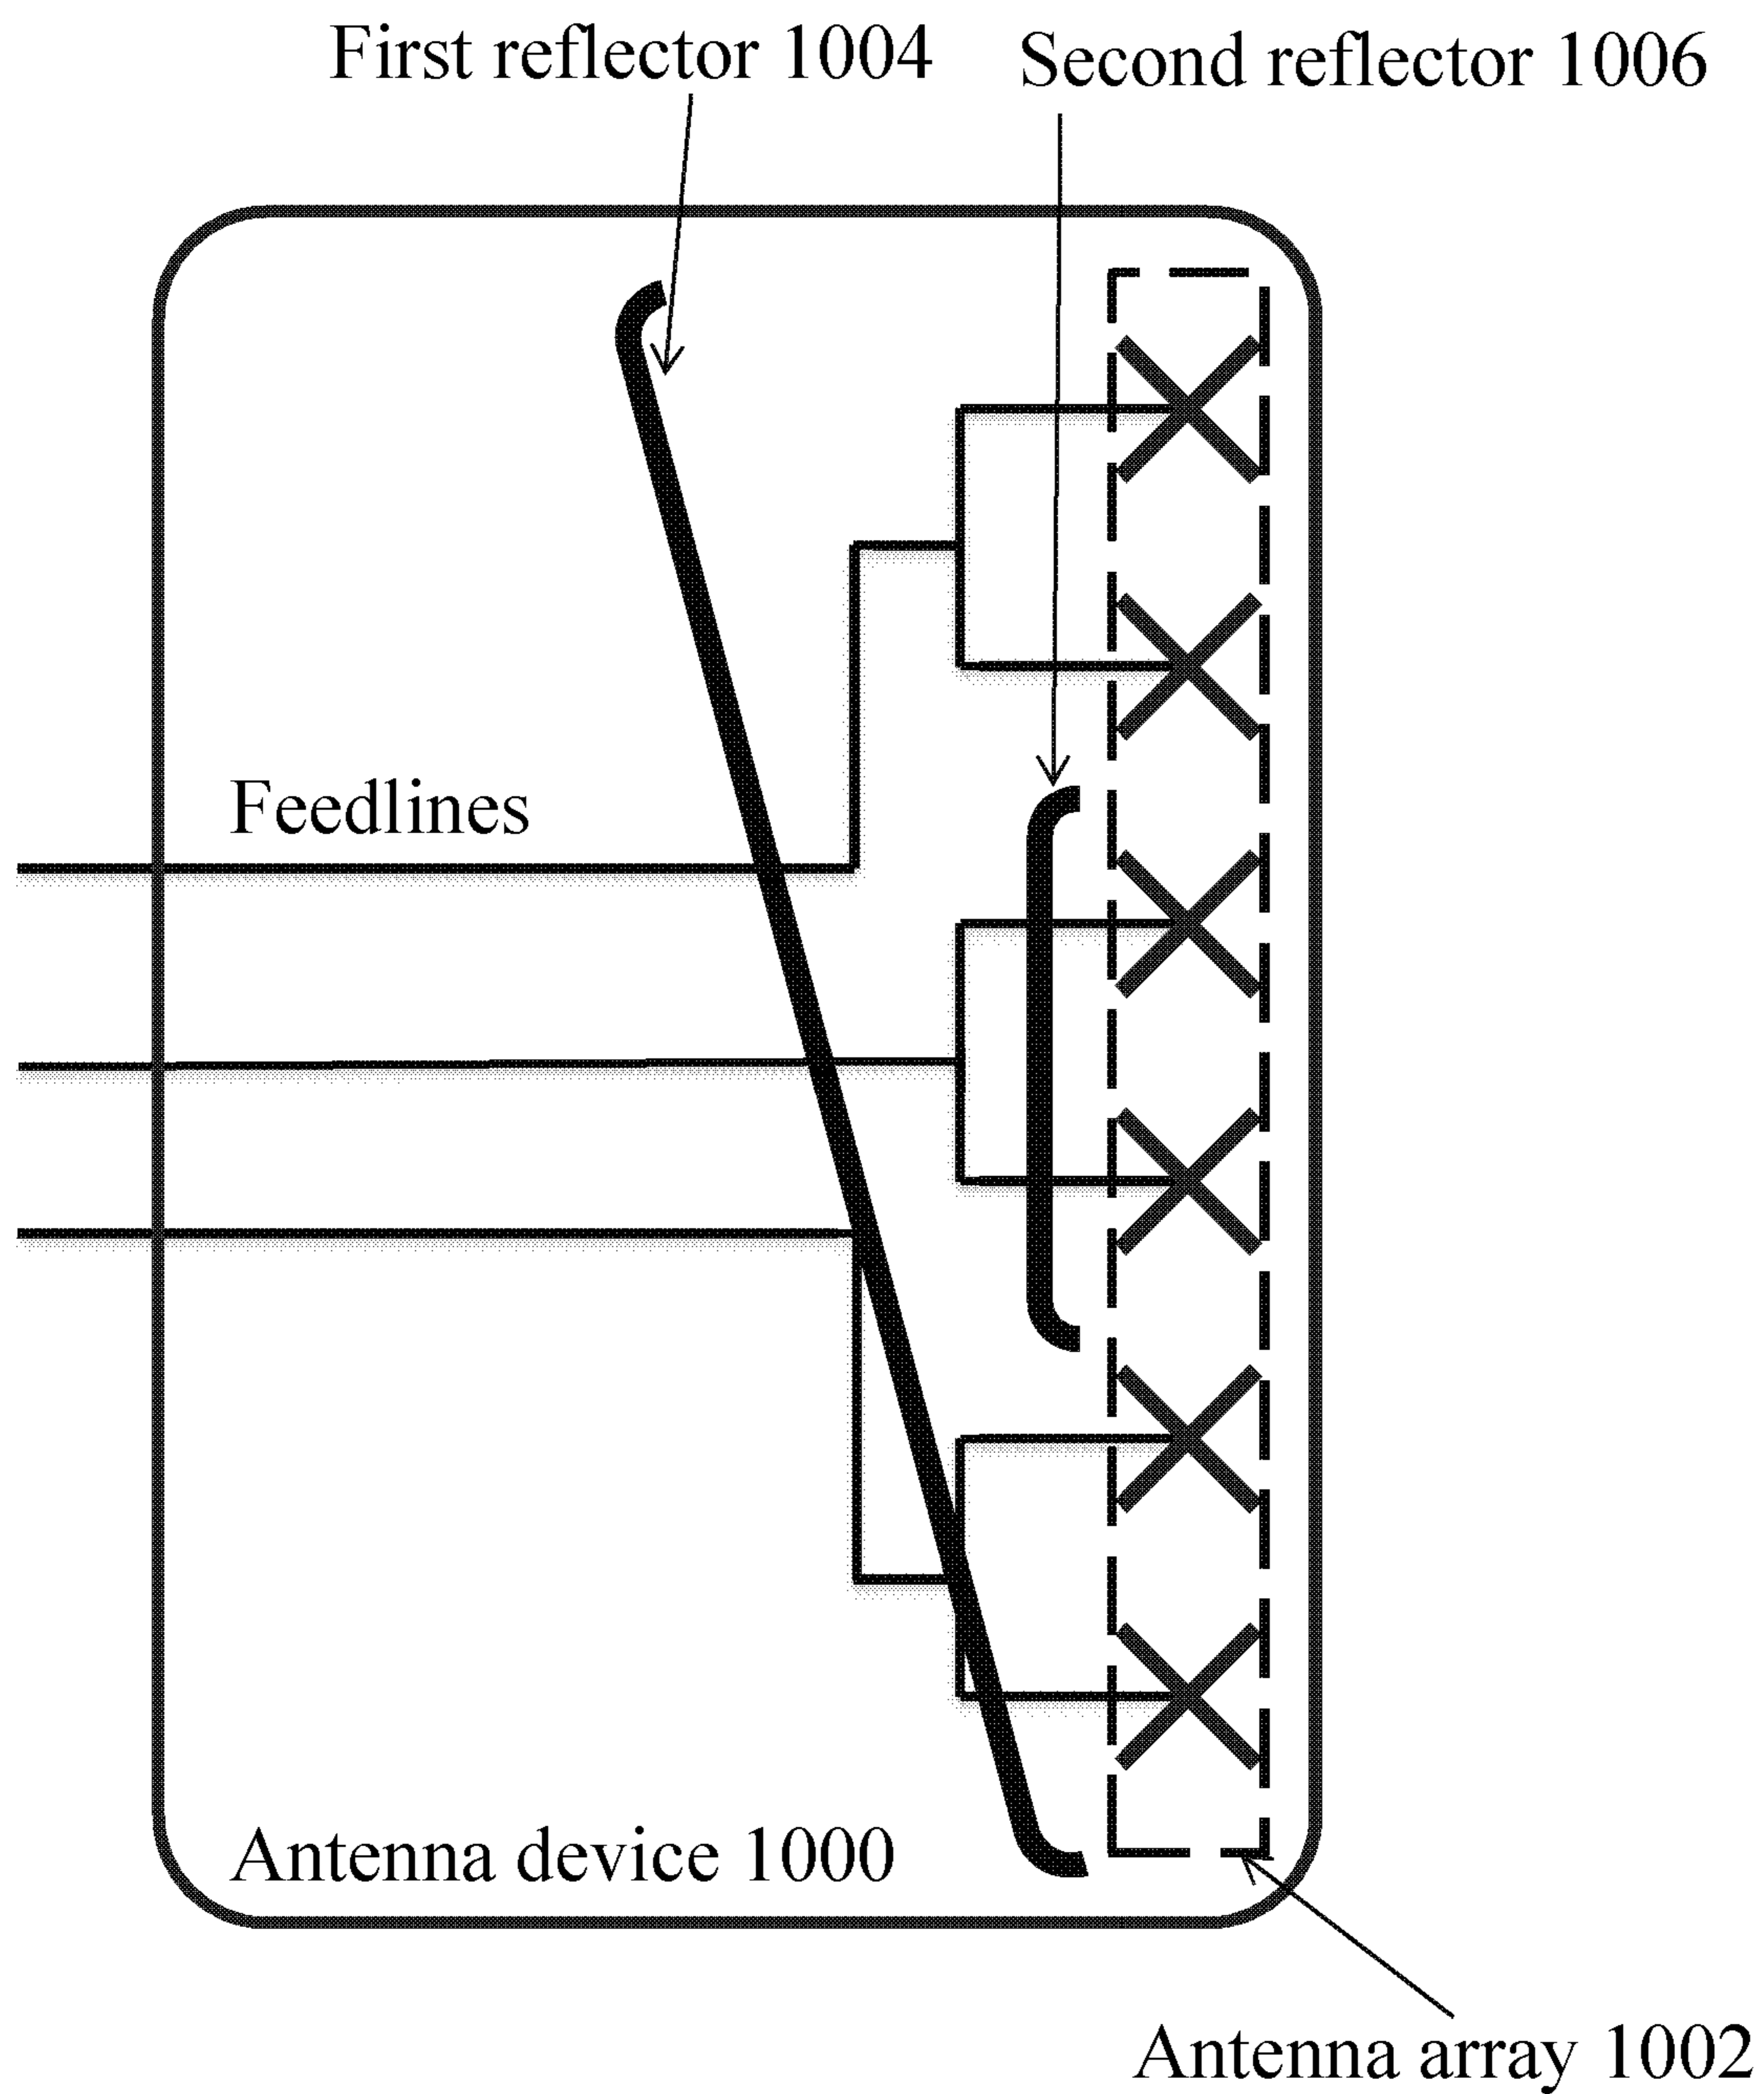 First reflector 1004
Second reflector 1006
Feedlines
Antenna device 1000
Antenna array 1002